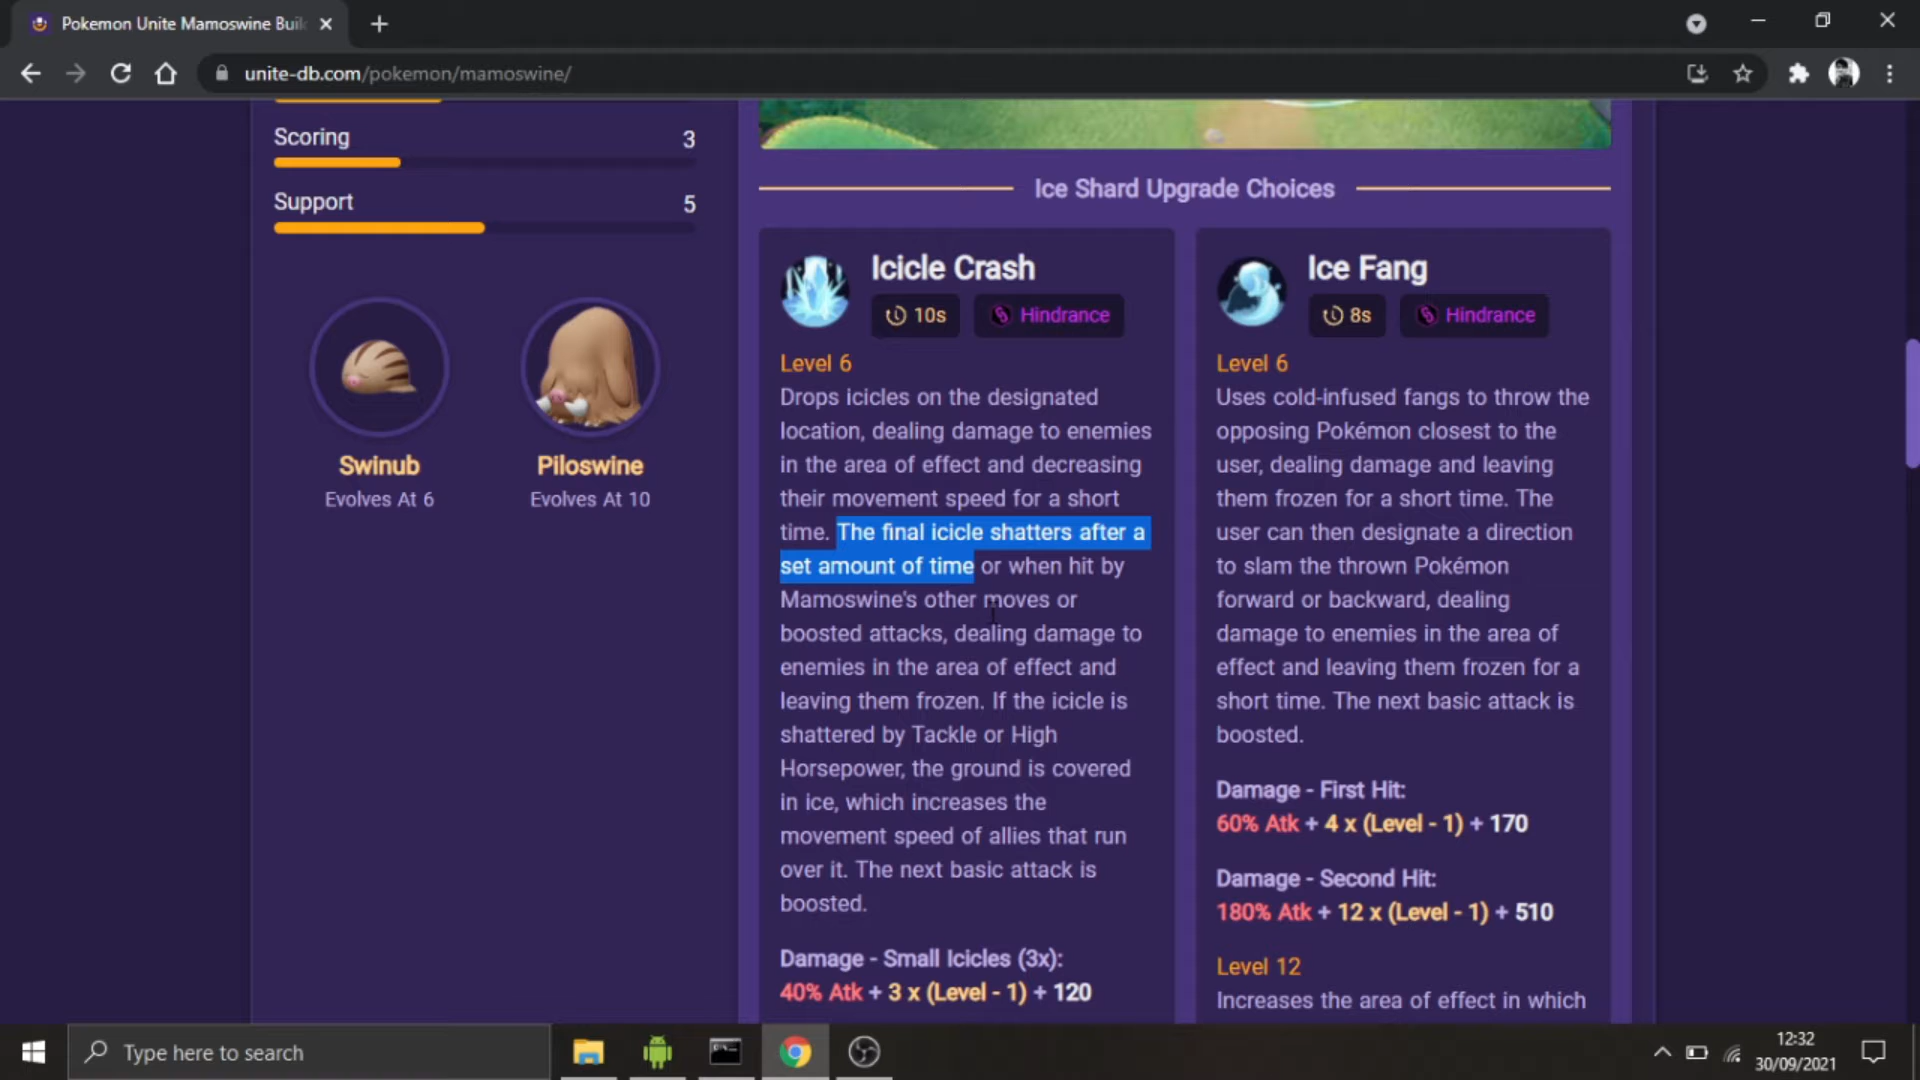 Pokemon Unite Mamoswine Buil
unite-db.com/pokemon/mamoswine/
Scoring 3
Support 5
Swinub
Evolves At 6
Piloswine
Evolves At 10
Ice Shard Upgrade Choices
Icicle Crash
10s Hindrance
Level 6
Drops icicles on the designated
location, dealing damage to enemies
in the area of effect and decreasing
their movement speed for a short
time. The final icicle shatters after a
set amount of time or when hit by
Mamoswine's other moves or
boosted attacks, dealing damage to
enemies in the area of effect and
leaving them frozen. If the icicle is
shattered by Tackle or High
Horsepower, the ground is covered
in ice, which increases the
movement speed of allies that run
over it. The next basic attack is
boosted.
Damage - Small Icicles (3x):
40% Atk + 3 x (Level - 1) + 120
Ice Fang
8s Hindrance
Level 6
Uses cold-infused fangs to throw the
opposing Pokémon closest to the
user, dealing damage and leaving
them frozen for a short time. The
user can then designate a direction
to slam the thrown Pokémon
forward or backward, dealing
damage to enemies in the area of
effect and leaving them frozen for a
short time. The next basic attack is
boosted.
Damage - First Hit:
60% Atk + 4 x (Level - 1) + 170
Damage - Second Hit:
180% Atk + 12 x (Level - 1) + 510
Level 12
Increases the area of effect in which
Type here to search
12:32
30/09/2021